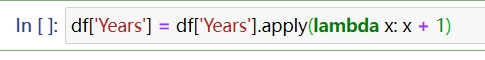 In [ ]: df['Years'] = df['Years'].apply(lambda x: x + 1)